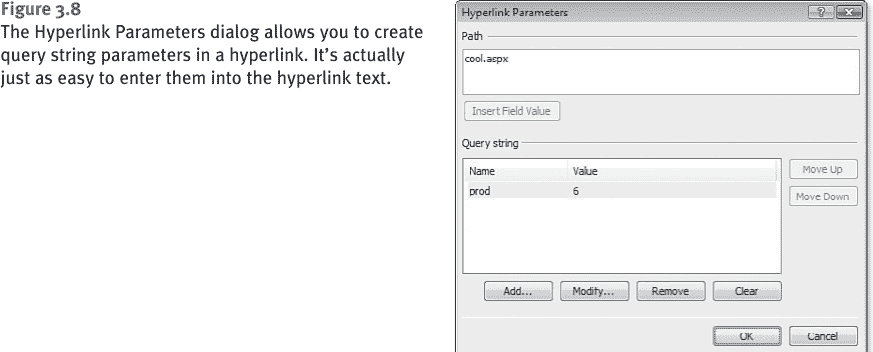 Figure 3.8
The Hyperlink Parameters dialog allows you to create
query string parameters in a hyperlink. It's actually
just as easy to enter them into the hyperlink text.
Hyperlink Parameters
Path
cool.aspx
Insert Field Value
Query string
Name Value
prod 6
Move Up
Move Down
Add... Modify... Remove Clear
OK Cancel